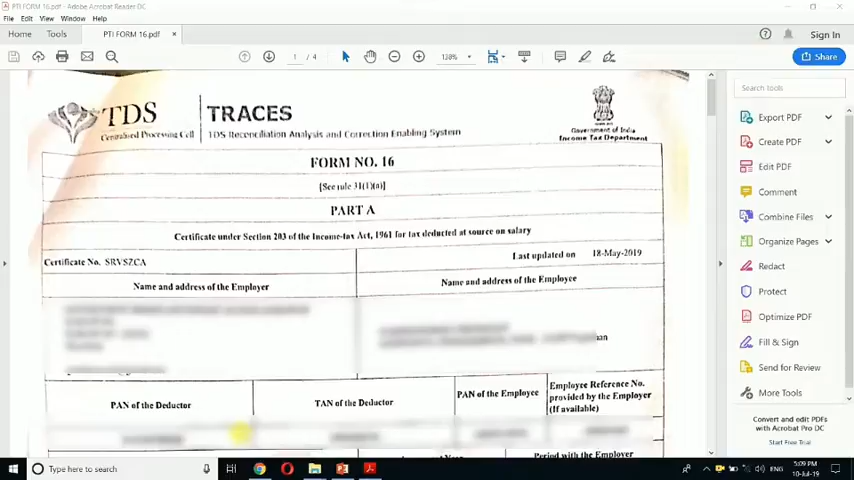 PTI FORM 16.pdf - Adobe Acrobat Reader DC
File Edit View Window Help
Home Tools PTI FORM 16.pdf × Sign In
1 / 4 138% Share
TDS
Centralized Processing Cell
TRACES
TDS Reconciliation Analysis and Correction Enabling System
Government of India
Income Tax Department
FORM NO. 16
[See rule 31(1)(a)]
PART A
Certificate under Section 203 of the Income-tax Act, 1961 for tax deducted at source on salary
Certificate No. SRVSZCA
Last updated on 18-May-2019
Name and address of the Employer
Name and address of the Employee
PAN of the Deductor
TAN of the Deductor
PAN of the Employee
Employee Reference No.
provided by the Employer
(If available)
Period with the Employer
Search tools
Export PDF
Create PDF
Edit PDF
Comment
Combine Files
Organize Pages
Redact
Protect
Optimize PDF
Fill & Sign
Send for Review
More Tools
Convert and edit PDFs
with Acrobat Pro DC
Start Free Trial
Type here to search
ENG
5:09 PM
10-Jul-19